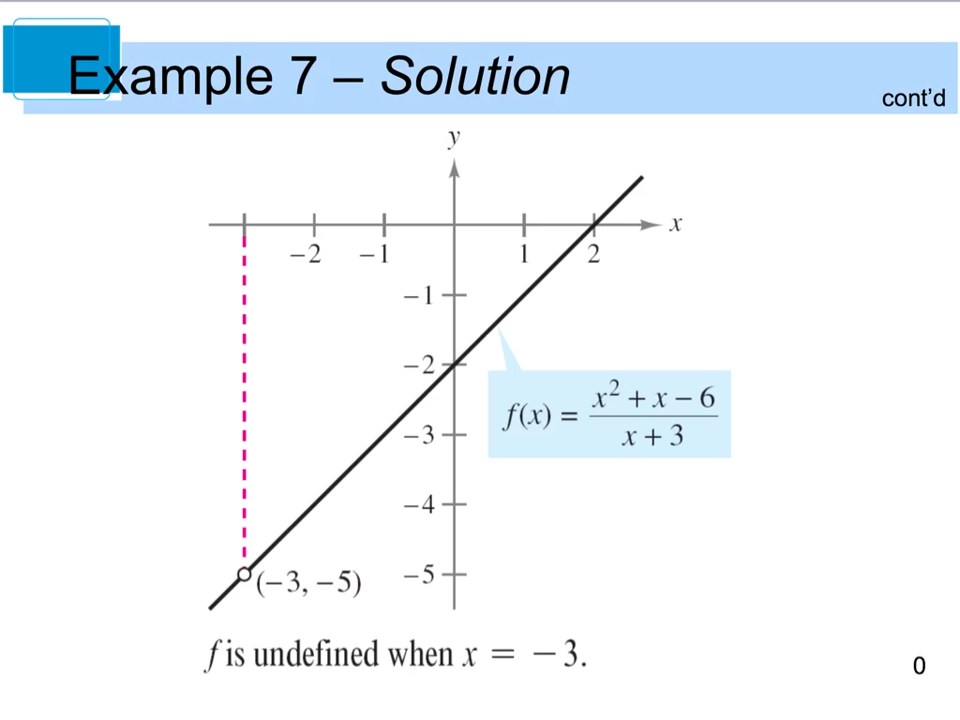 Example 7 – Solution
cont'd
y
x
−2 −1 1 2
−1
−2
f(x) = x² + x − 6 / x + 3
−3
−4
(−3, −5) −5
f is undefined when x = −3.
0